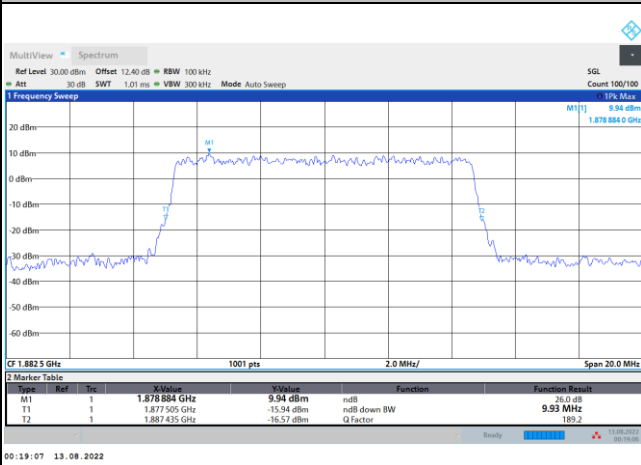 MultiView Spectrum
Ref Level 30.00 dBm Offset 12.40 dB RBW 100 kHz SGL
Att 30 dB SWT 1.01 ms VBW 300 kHz Mode Auto Sweep Count 100/100
1 Frequency Sweep 1Pk Max
M1[1] 9.94 dBm
1.878 884 0 GHz
20 dBm
M1
10 dBm
0 dBm
-10 dBm
T1 T2
-20 dBm
-30 dBm
-40 dBm
-50 dBm
-60 dBm
CF 1.882 5 GHz 1001 pts 2.0 MHz/ Span 20.0 MHz
2 Marker Table
Type Ref Trc X-Value Y-Value Function Function Result
M1 1 1.878 884 GHz 9.94 dBm ndB 26.0 dB
T1 1 1.877 505 GHz -15.94 dBm ndB down BW 9.93 MHz
T2 1 1.887 435 GHz -16.57 dBm Q Factor 189.2
Ready 13.08.2022
00:19:06
00:19:07 13.08.2022